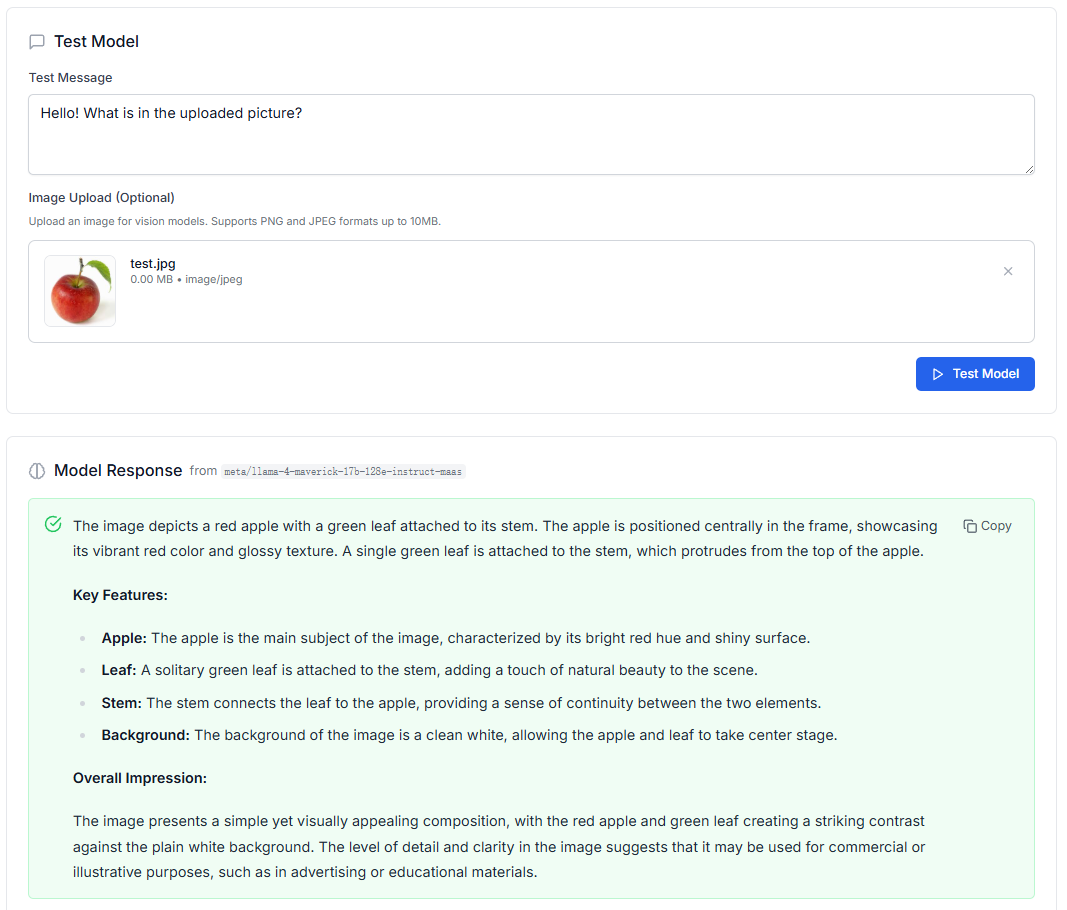 Test Model
Test Message
Hello! What is in the uploaded picture?
Image Upload (Optional)
Upload an image for vision models. Supports PNG and JPEG formats up to 10MB.
test.jpg
0.00 MB • image/jpeg
Test Model
Model Response from meta/llama-4-maverick-17b-128e-instruct-maas
The image depicts a red apple with a green leaf attached to its stem. The apple is positioned centrally in the frame, showcasing
Copy
its vibrant red color and glossy texture. A single green leaf is attached to the stem, which protrudes from the top of the apple.
Key Features:
Apple: The apple is the main subject of the image, characterized by its bright red hue and shiny surface.
Leaf: A solitary green leaf is attached to the stem, adding a touch of natural beauty to the scene.
Stem: The stem connects the leaf to the apple, providing a sense of continuity between the two elements.
Background: The background of the image is a clean white, allowing the apple and leaf to take center stage.
Overall Impression:
The image presents a simple yet visually appealing composition, with the red apple and green leaf creating a striking contrast
against the plain white background. The level of detail and clarity in the image suggests that it may be used for commercial or
illustrative purposes, such as in advertising or educational materials.